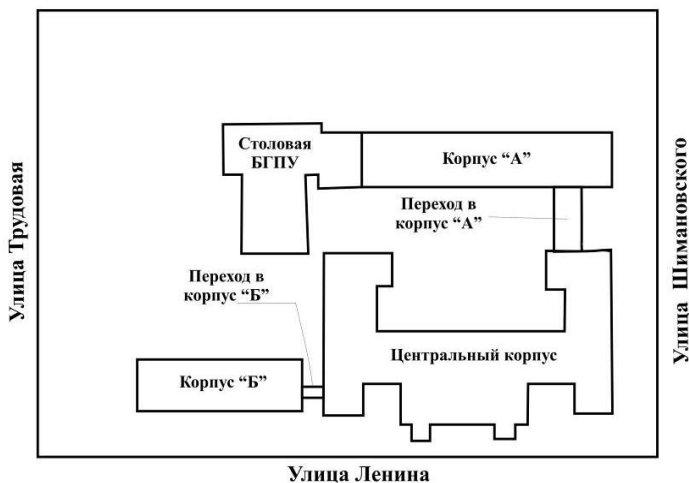 Столовая
БГПУ
Корпус “А”
Переход в
корпус “А”
Переход в
корпус “Б”
Центральный корпус
Корпус “Б”
Улица Трудовая
Улица Шимановского
Улица Ленина